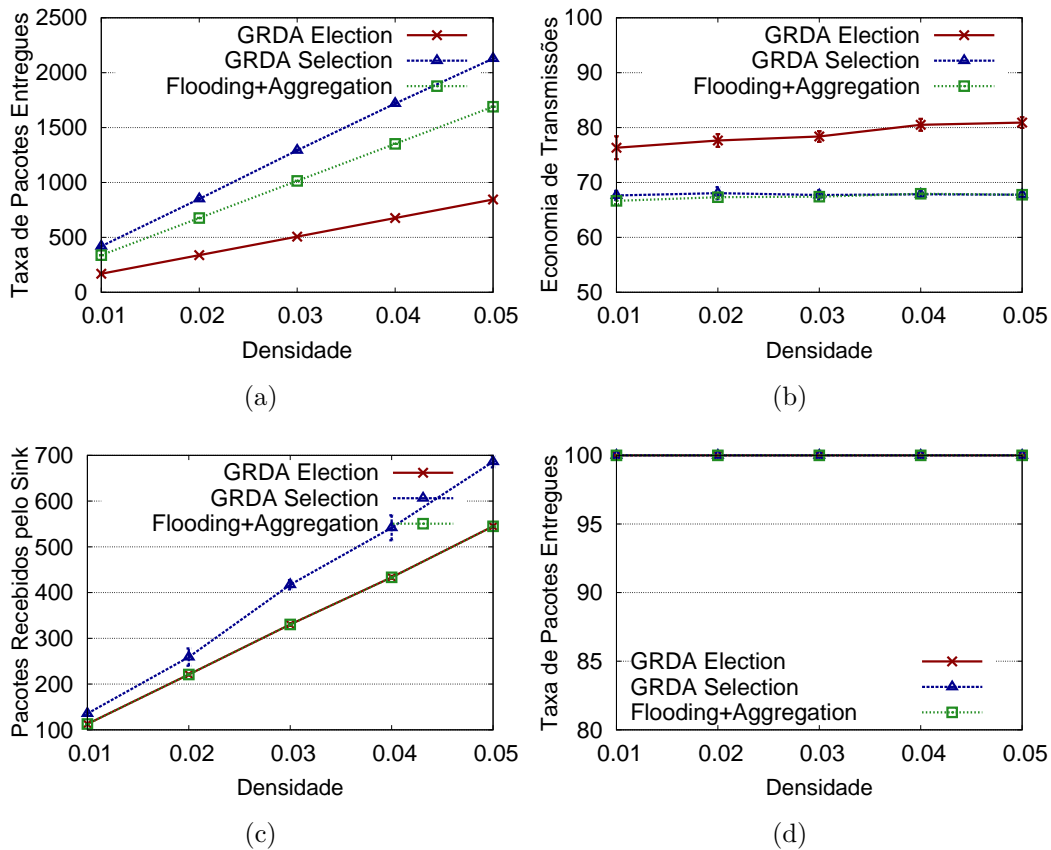 Taxa de Pacotes Entregues
2500
2000
1500
1000
500
0
GRDA Election
GRDA Selection
Flooding+Aggregation
0.01 0.02 0.03 0.04 0.05
Densidade
(a)
Economia de Transmissões
100
90
80
70
60
50
GRDA Election
GRDA Selection
Flooding+Aggregation
0.01 0.02 0.03 0.04 0.05
Densidade
(b)
Pacotes Recebidos pelo Sink
700
600
500
400
300
200
100
GRDA Election
GRDA Selection
Flooding+Aggregation
0.01 0.02 0.03 0.04 0.05
Densidade
(c)
Taxa de Pacotes Entregues
100
95
90
85
80
GRDA Election
GRDA Selection
Flooding+Aggregation
0.01 0.02 0.03 0.04 0.05
Densidade
(d)